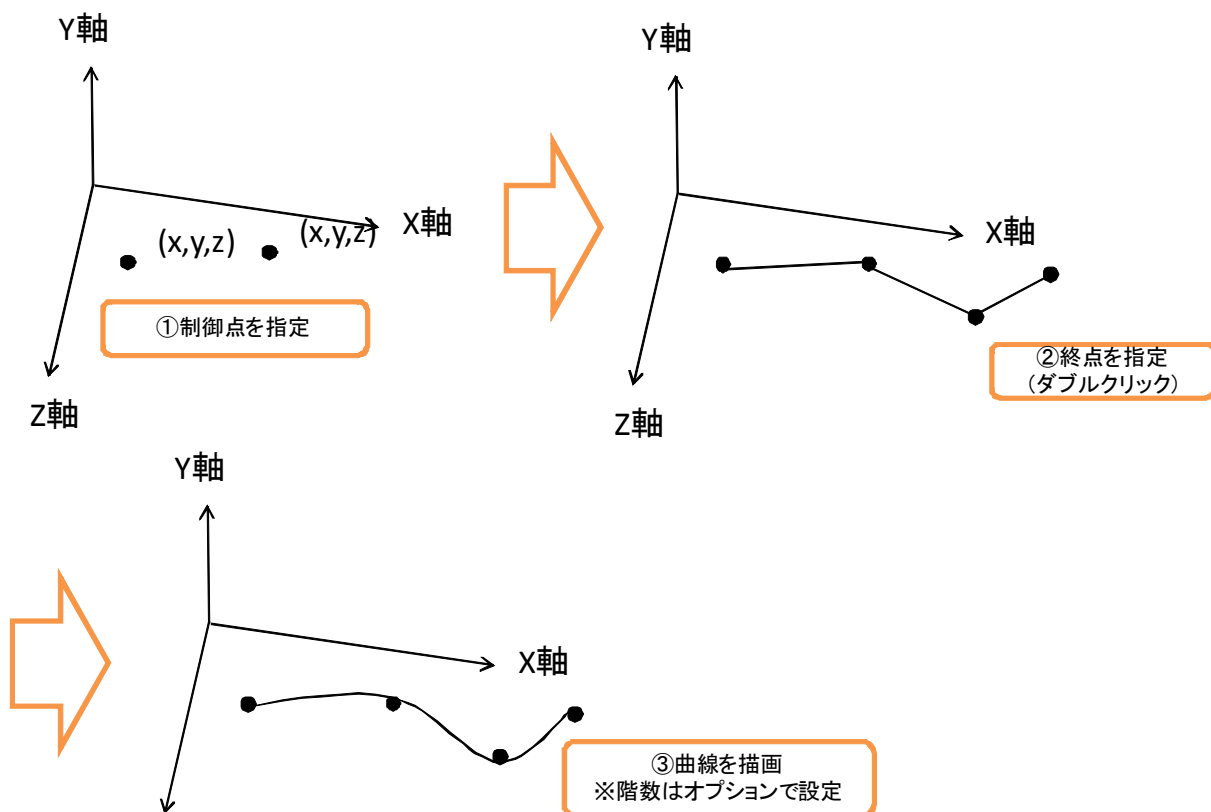 Y軸
(x,y,z)
(x,y,z)
X軸
①制御点を指定
Z軸
Y軸
X軸
②終点を指定
(ダブルクリック)
Z軸
Y軸
X軸
③曲線を描画
※階数はオプションで設定